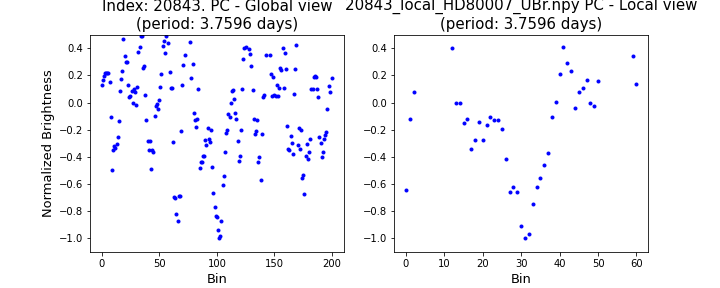 Index: 20843. PC - Global view
(period: 3.7596 days)
20843_local_HD80007_UBr.npy PC - Local view
(period: 3.7596 days)
Normalized Brightness
0.4
0.2
0.0
−0.2
−0.4
−0.6
−0.8
−1.0
0 50 100 150 200
Bin
0.4
0.2
0.0
−0.2
−0.4
−0.6
−0.8
−1.0
0 10 20 30 40 50 60
Bin